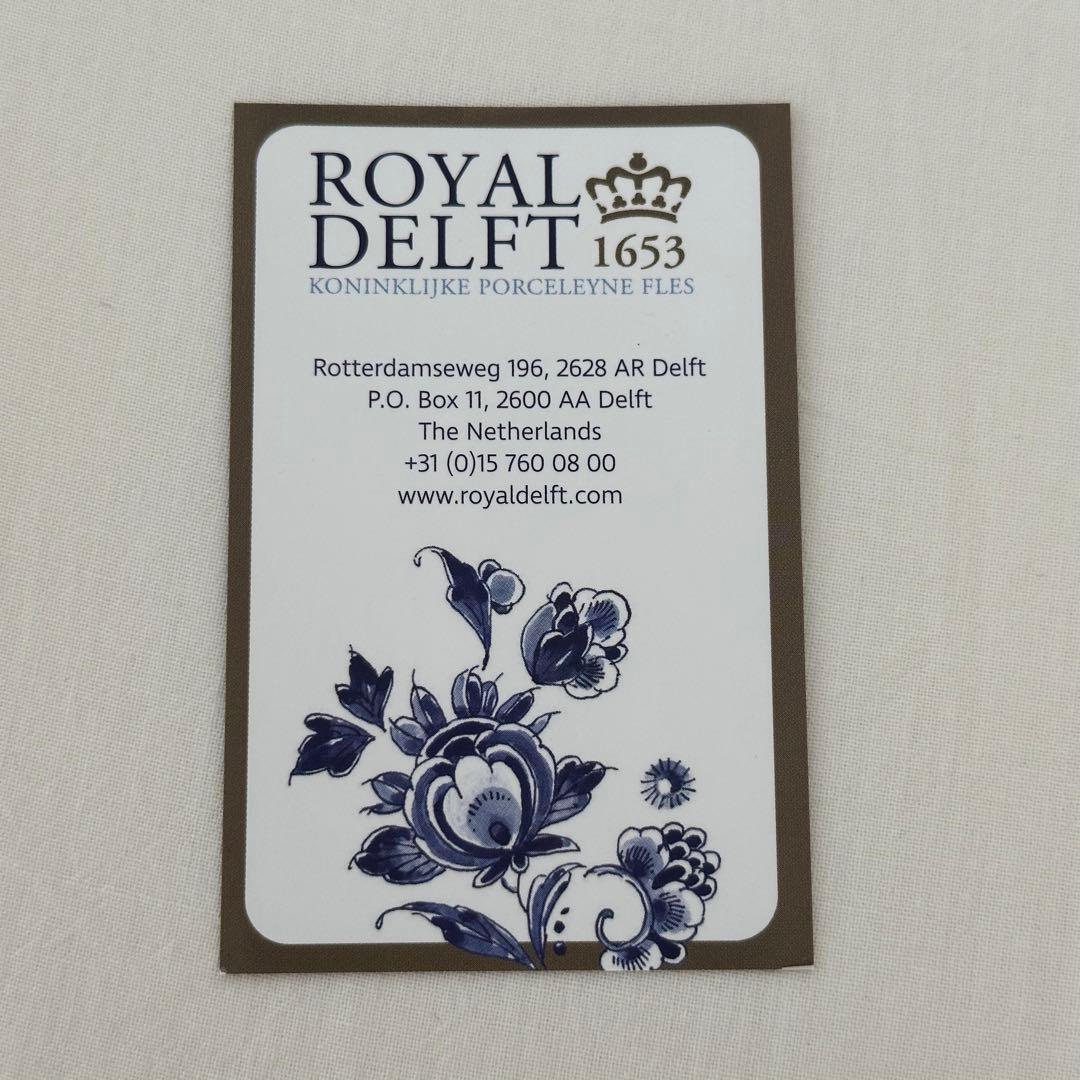 ROYAL
DELFT 1653
KONINKLIJKE PORCELEYNE FLES
Rotterdamseweg 196, 2628 AR Delft
P.O. Box 11, 2600 AA Delft
The Netherlands
+31 (0)15 760 08 00
www.royaldelft.com